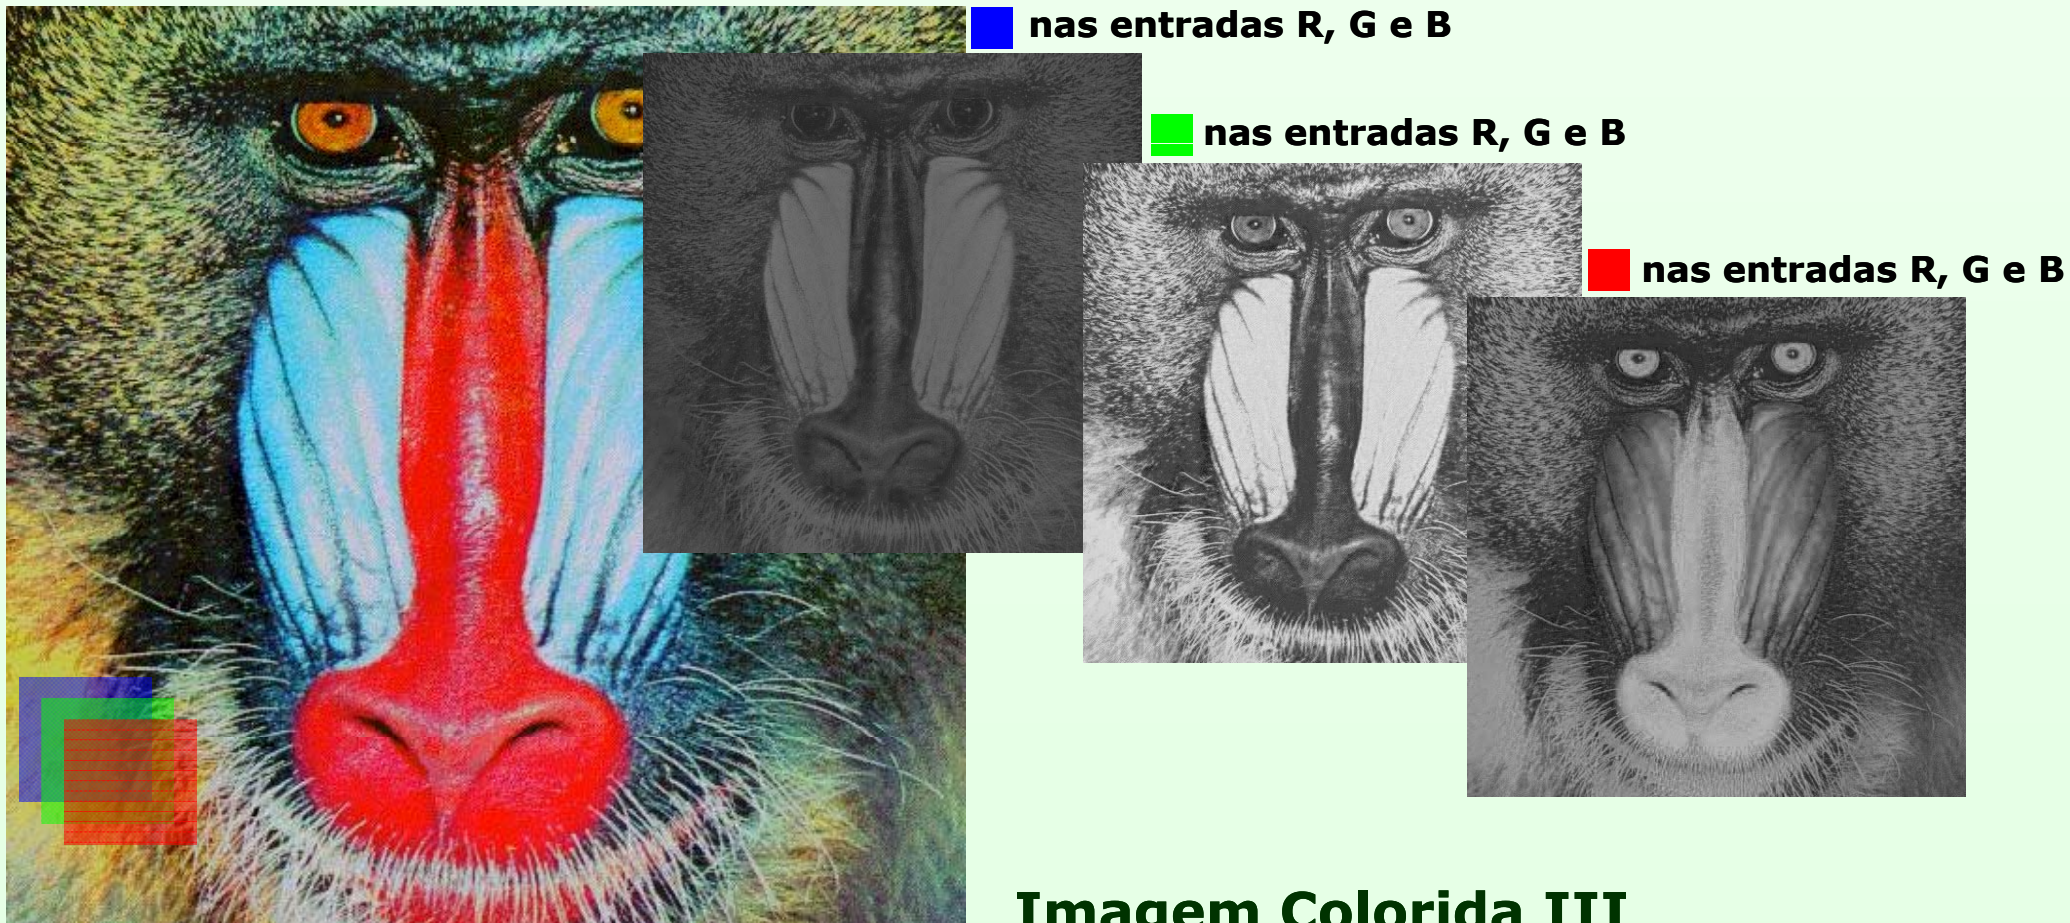 nas entradas R, G e B
nas entradas R, G e B
nas entradas R, G e B
Imagem Colorida III